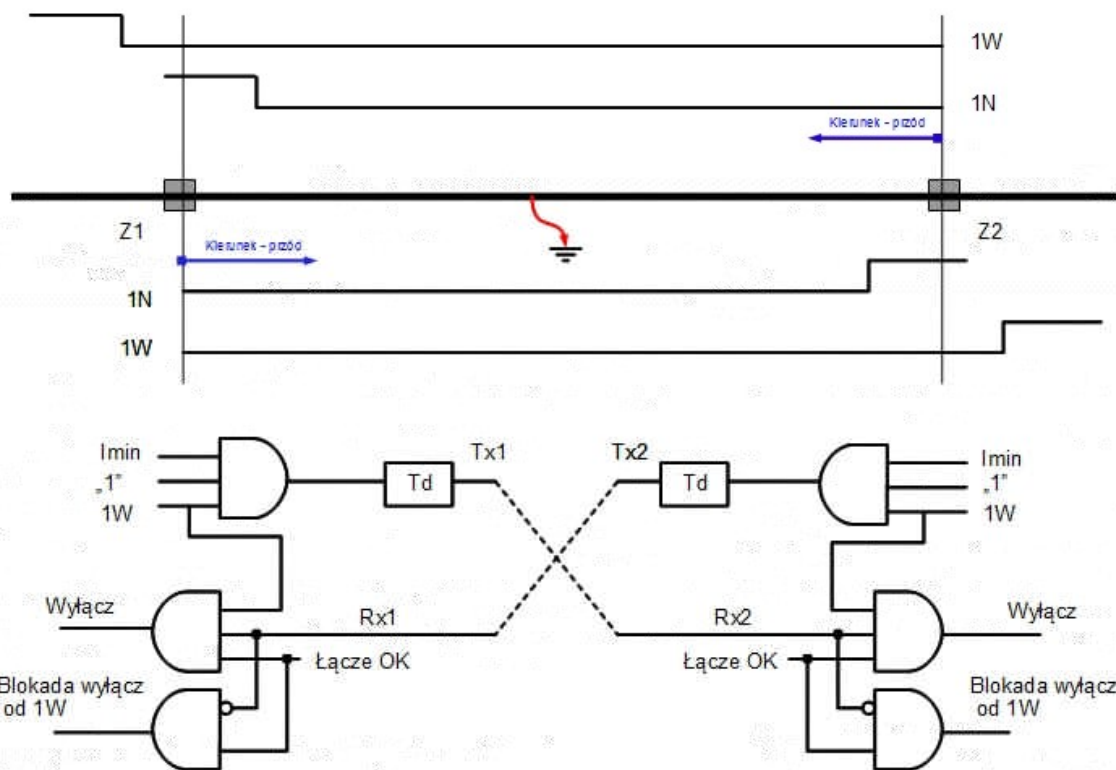 1W
1N
Kierunek - przód
Z1
Z2
Kierunek - przód
1N
1W
Imin
„1"
1W
Td
Tx1
Tx2
Td
Imin
„1"
1W
Wyłącz
Rx1
Rx2
Wyłącz
Łącze OK
Łącze OK
Blokada wyłącz
od 1W
Blokada wyłącz
od 1W